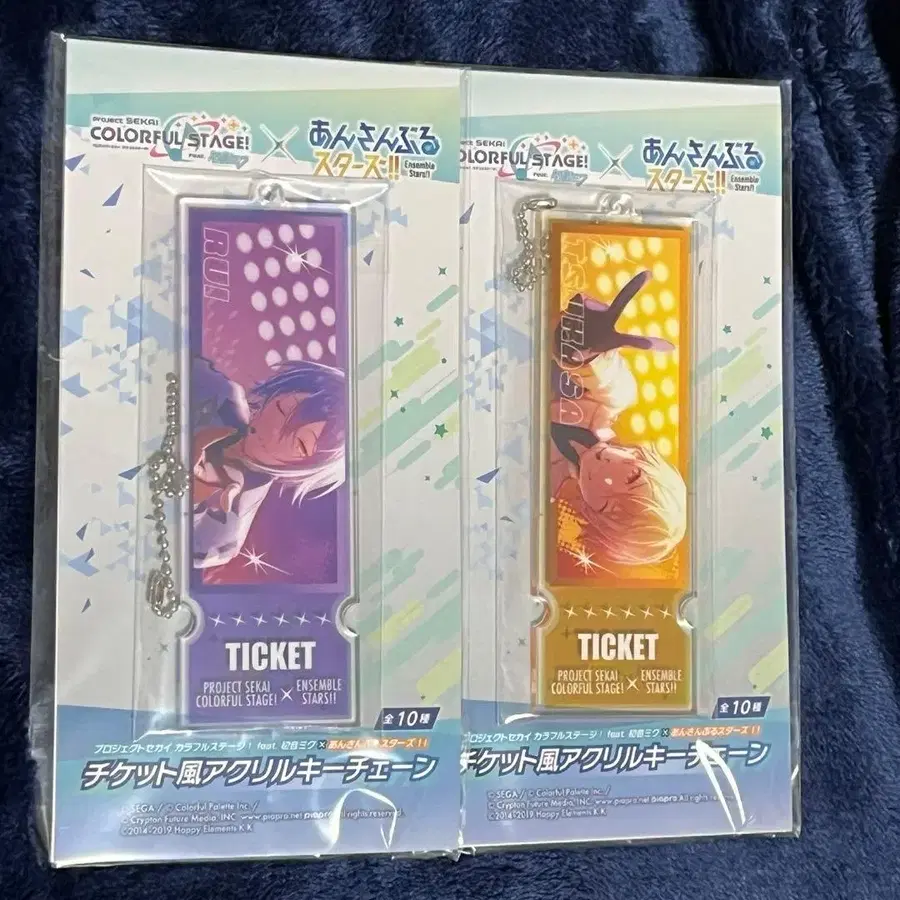 PROJECT SEKAI
COLORFUL STAGE!
feat.
×
あんさんぶる
スターズ!!
Ensemble
Stars!!
RUI
TICKET
PROJECT SEKAI
COLORFUL STAGE!
×
ENSEMBLE
STARS!!
全10種
プロジェクトセカイ カラフルステージ! feat. 初音ミク×あんさんぶるスターズ!!
チケット風アクリルキーチェーン
©SEGA / © Colorful Palette Inc. /
© Crypton Future Media, INC. www.piapro.net piapro All rights reserved.
©2014-2019 Happy Elements K.K
PROJECT SEKAI
COLORFUL STAGE!
feat.
×
あんさんぶる
スターズ!!
Ensemble
Stars!!
TSUKASA
TICKET
PROJECT SEKAI
COLORFUL STAGE!
×
ENSEMBLE
STARS!!
全10種
プロジェクトセカイ カラフルステージ! feat. 初音ミク×あんさんぶるスターズ!!
チケット風アクリルキーチェーン
©SEGA / © Colorful Palette Inc. /
© Crypton Future Media, INC. www.piapro.net piapro All rights reserved.
©2014-2019 Happy Elements K.K